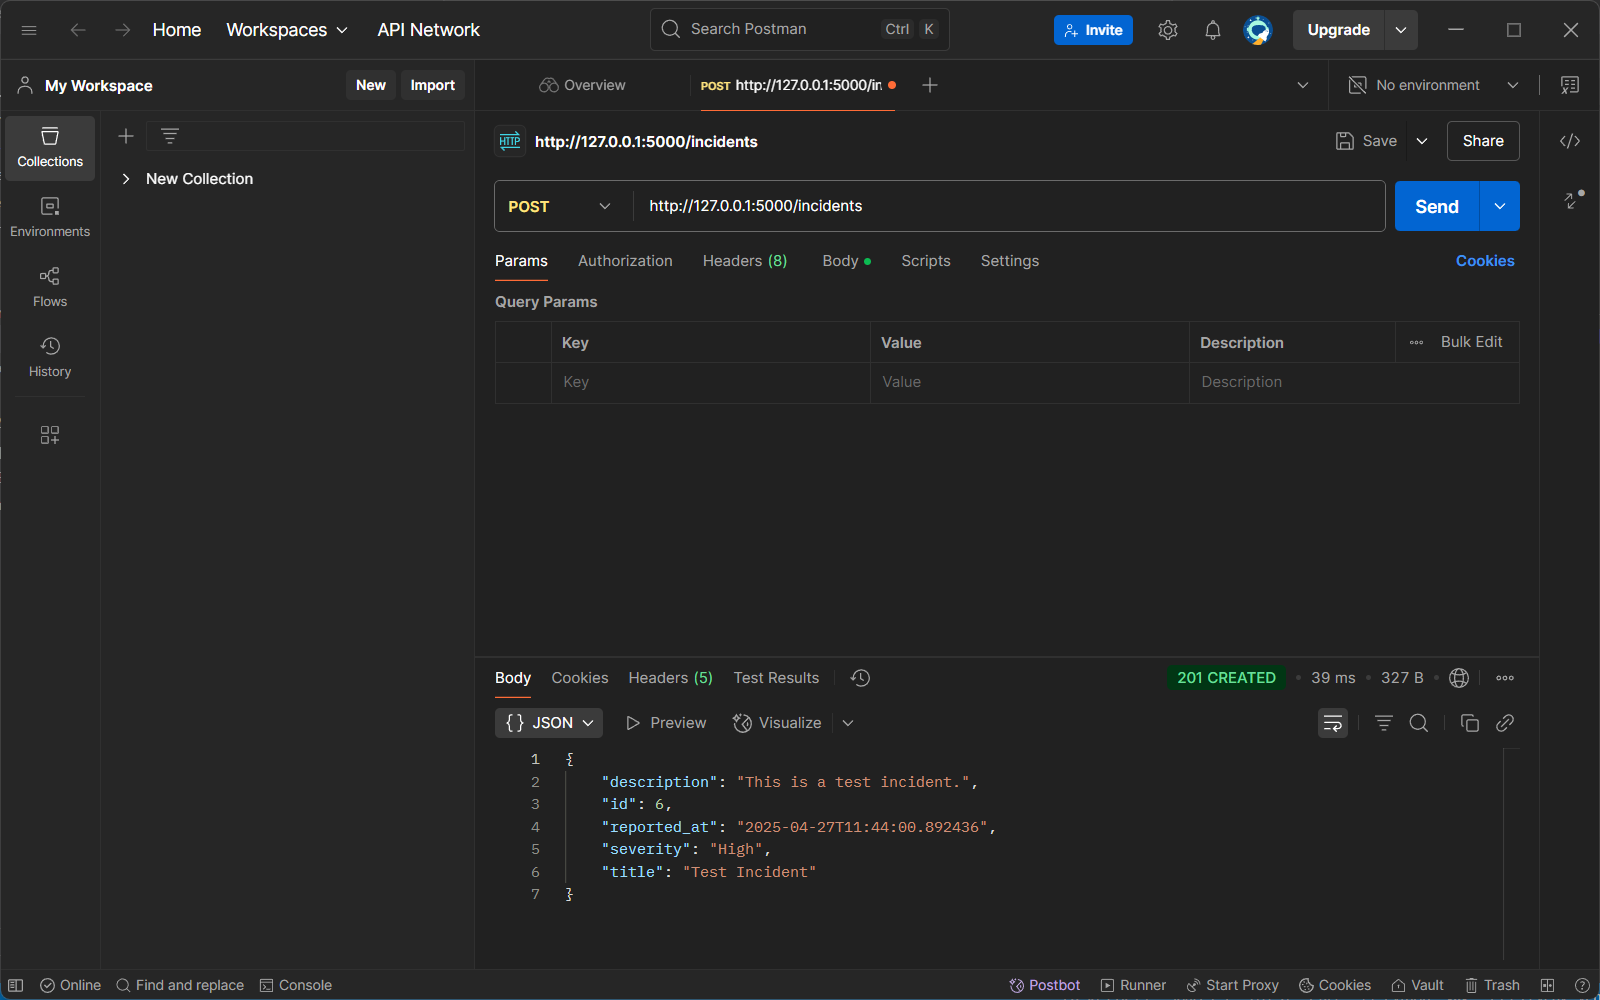 Home Workspaces API Network Search Postman Ctrl K Invite Upgrade
My Workspace New Import Overview POST http://127.0.0.1:5000/in No environment
http://127.0.0.1:5000/incidents Save Share
Collections
New Collection
POST http://127.0.0.1:5000/incidents Send
Environments
Params Authorization Headers (8) Body Scripts Settings Cookies
Flows
Query Params
Key Value Description Bulk Edit
History
Key Value Description
Body Cookies Headers (5) Test Results 201 CREATED 39 ms 327 B
{} JSON Preview Visualize
1 {
2 "description": "This is a test incident.",
3 "id": 6,
4 "reported_at": "2025-04-27T11:44:00.892436",
5 "severity": "High",
6 "title": "Test Incident"
7 }
Online Find and replace Console Postbot Runner Start Proxy Cookies Vault Trash